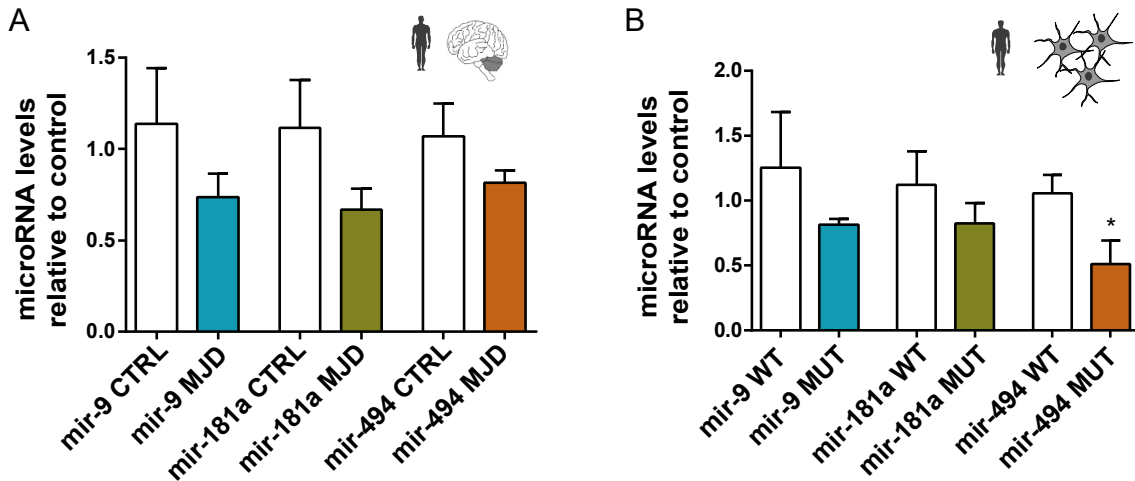 A
microRNA levels
relative to control
1.5
1.0
0.5
0.0
mir-9 CTRL
mir-9 MJD
mir-181a CTRL
mir-181a MJD
mir-494 CTRL
mir-494 MJD
B
microRNA levels
relative to control
2.0
1.5
1.0
0.5
0.0
*
mir-9 WT
mir-9 MUT
mir-181a WT
mir-181a MUT
mir-494 WT
mir-494 MUT